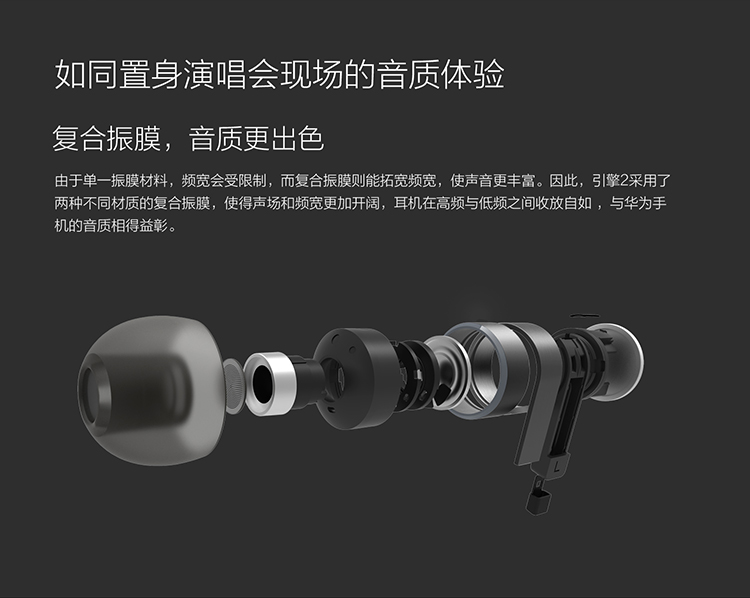 如同置身演唱会现场的音质体验
复合振膜，音质更出色
由于单一振膜材料，频宽会受限制，而复合振膜则能拓宽频宽，使声音更丰富。因此，引擎2采用了
两种不同材质的复合振膜，使得声场和频宽更加开阔，耳机在高频与低频之间收放自如，与华为手
机的音质相得益彰。
L